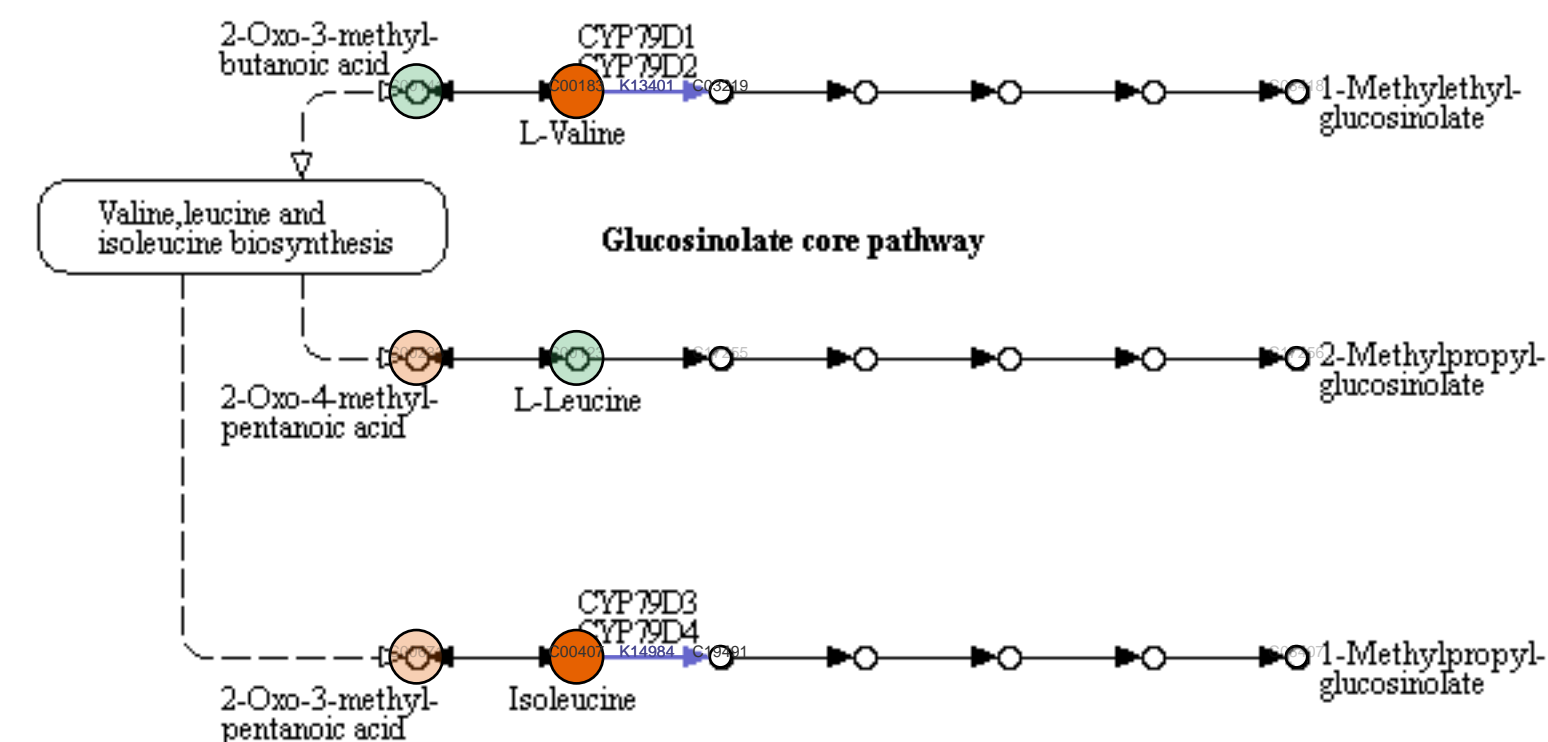 2-Oxo-3-methyl-
butanoic acid
CYP79D1
CYP79D2
C00183
K13401
C03219
L-Valine
1-Methylethyl-
glucosinolate
Valine,leucine and
isoleucine biosynthesis
Glucosinolate core pathway
2-Oxo-4-methyl-
pentanoic acid
L-Leucine
2-Methylpropyl-
glucosinolate
CYP79D3
CYP79D4
C00407
K14984
C19491
2-Oxo-3-methyl-
pentanoic acid
Isoleucine
1-Methylpropyl-
glucosinolate